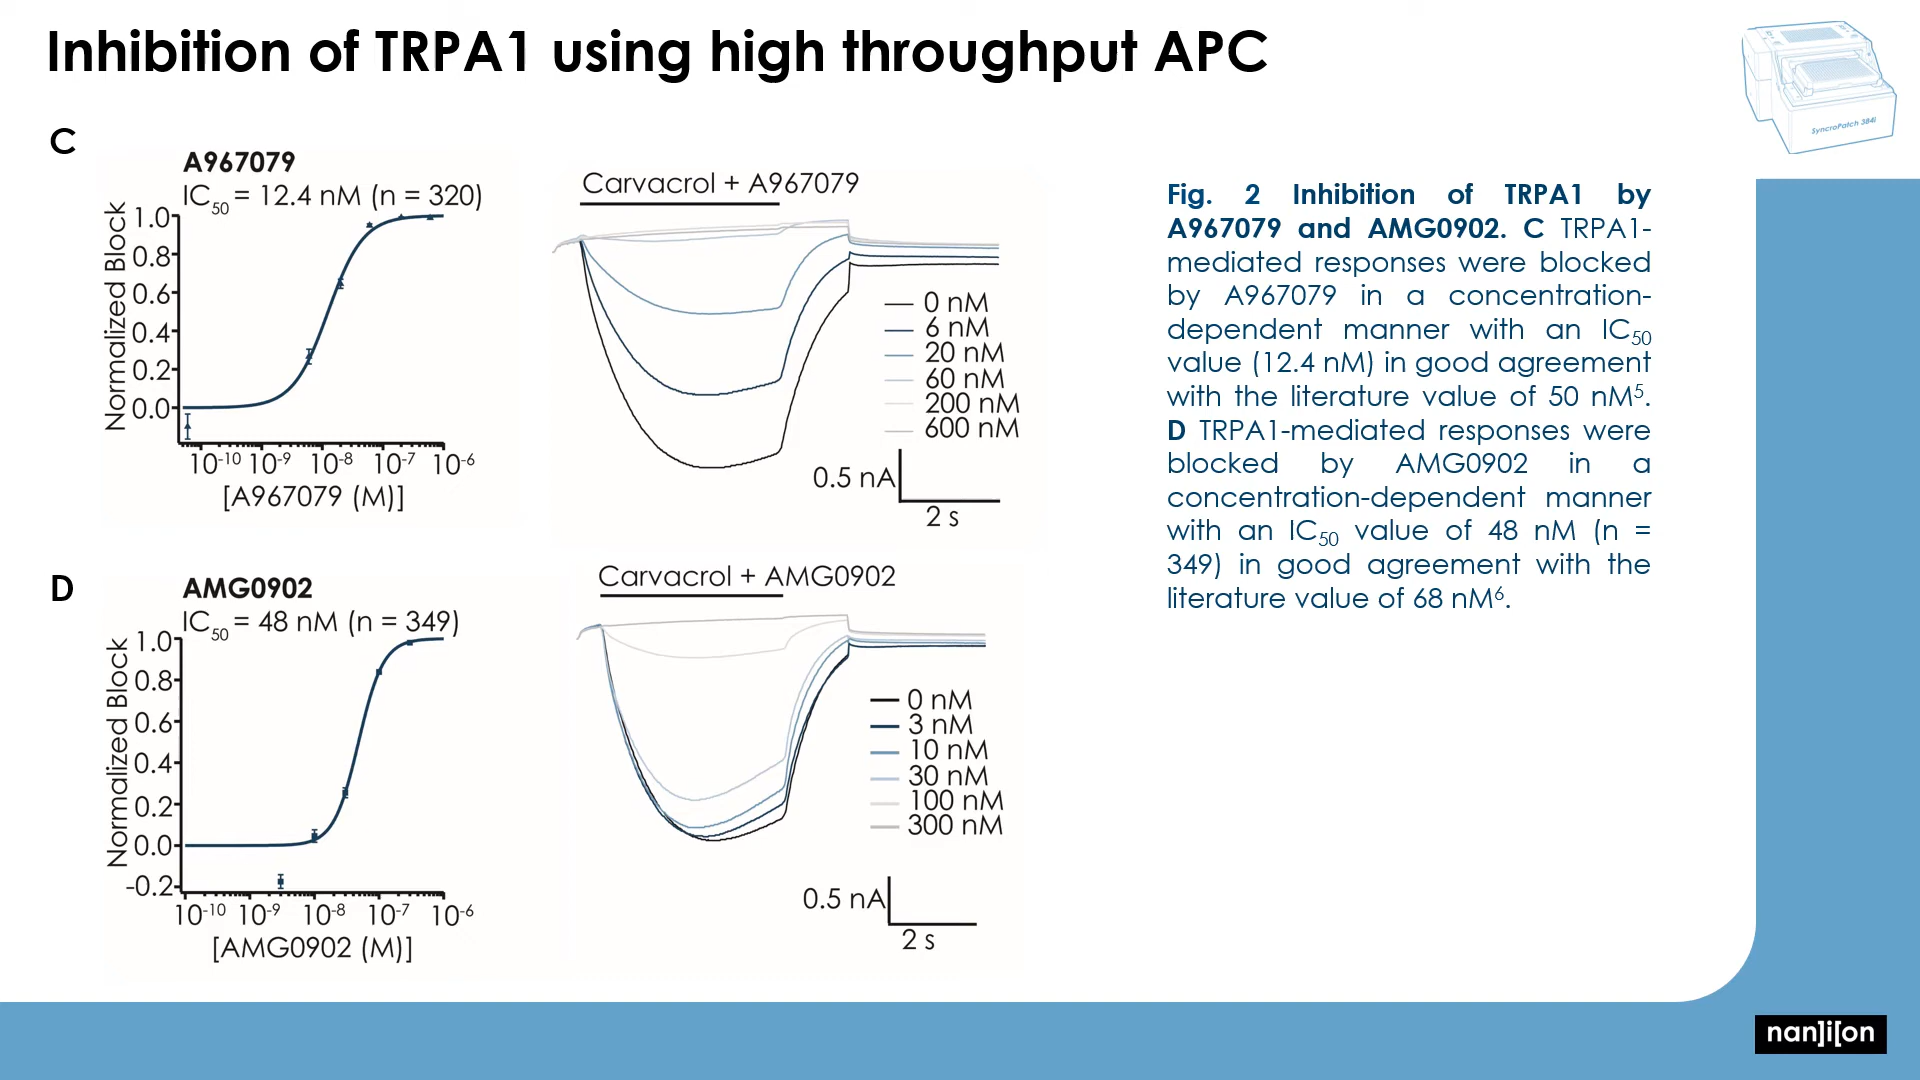 Inhibition of TRPA1 using high throughput APC
SyncroPatch 384i
C
A967079
IC50 = 12.4 nM (n = 320)
Normalized Block
1.0
0.8
0.6
0.4
0.2
0.0
10-10 10-9 10-8 10-7 10-6
[A967079 (M)]
Carvacrol + A967079
0 nM
6 nM
20 nM
60 nM
200 nM
600 nM
0.5 nA
2 s
D
AMG0902
IC50 = 48 nM (n = 349)
Normalized Block
1.0
0.8
0.6
0.4
0.2
0.0
-0.2
10-10 10-9 10-8 10-7 10-6
[AMG0902 (M)]
Carvacrol + AMG0902
0 nM
3 nM
10 nM
30 nM
100 nM
300 nM
0.5 nA
2 s
Fig. 2 Inhibition of TRPA1 by
A967079 and AMG0902. C TRPA1-
mediated responses were blocked
by A967079 in a concentration-
dependent manner with an IC50
value (12.4 nM) in good agreement
with the literature value of 50 nM5.
D TRPA1-mediated responses were
blocked by AMG0902 in a
concentration-dependent manner
with an IC50 value of 48 nM (n =
349) in good agreement with the
literature value of 68 nM6.
nan]i[on